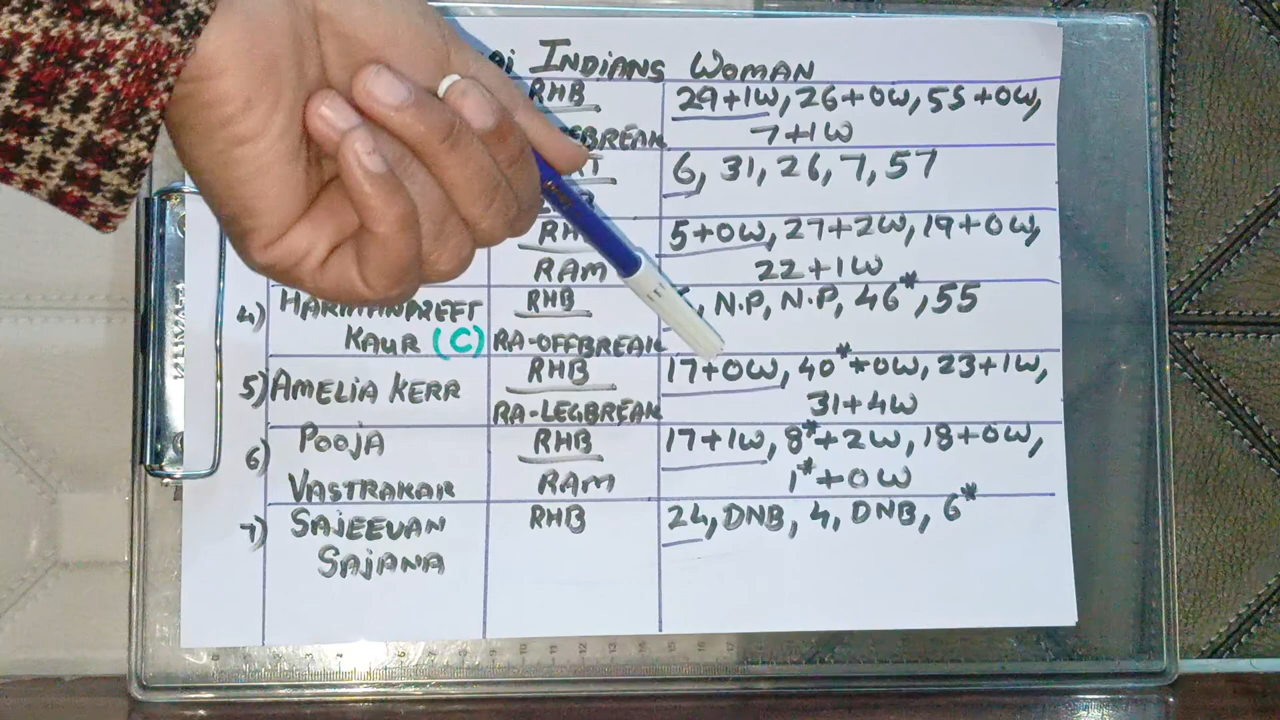 INDIANS WOMAN
RHB 29+1W, 26+0W, 55+0W,
7+1W
6, 31, 26, 7, 57
5+0W, 27+2W, 19+0W,
RAM 22+1W
4) HARMANPREET RHB , N.P, N.P, 46*, 55
KAUR (C) RA-OFFBREAK
5) AMELIA KERR RHB 17+0W, 40*+0W, 23+1W,
RA-LEGBREAK 31+4W
6) POOJA RHB 17+1W, 8*+2W, 18+0W,
VASTRAKAR RAM 1*+0W
7) SAJEEVAN RHB 24, DNB, 4, DNB, 6*
SAJANA